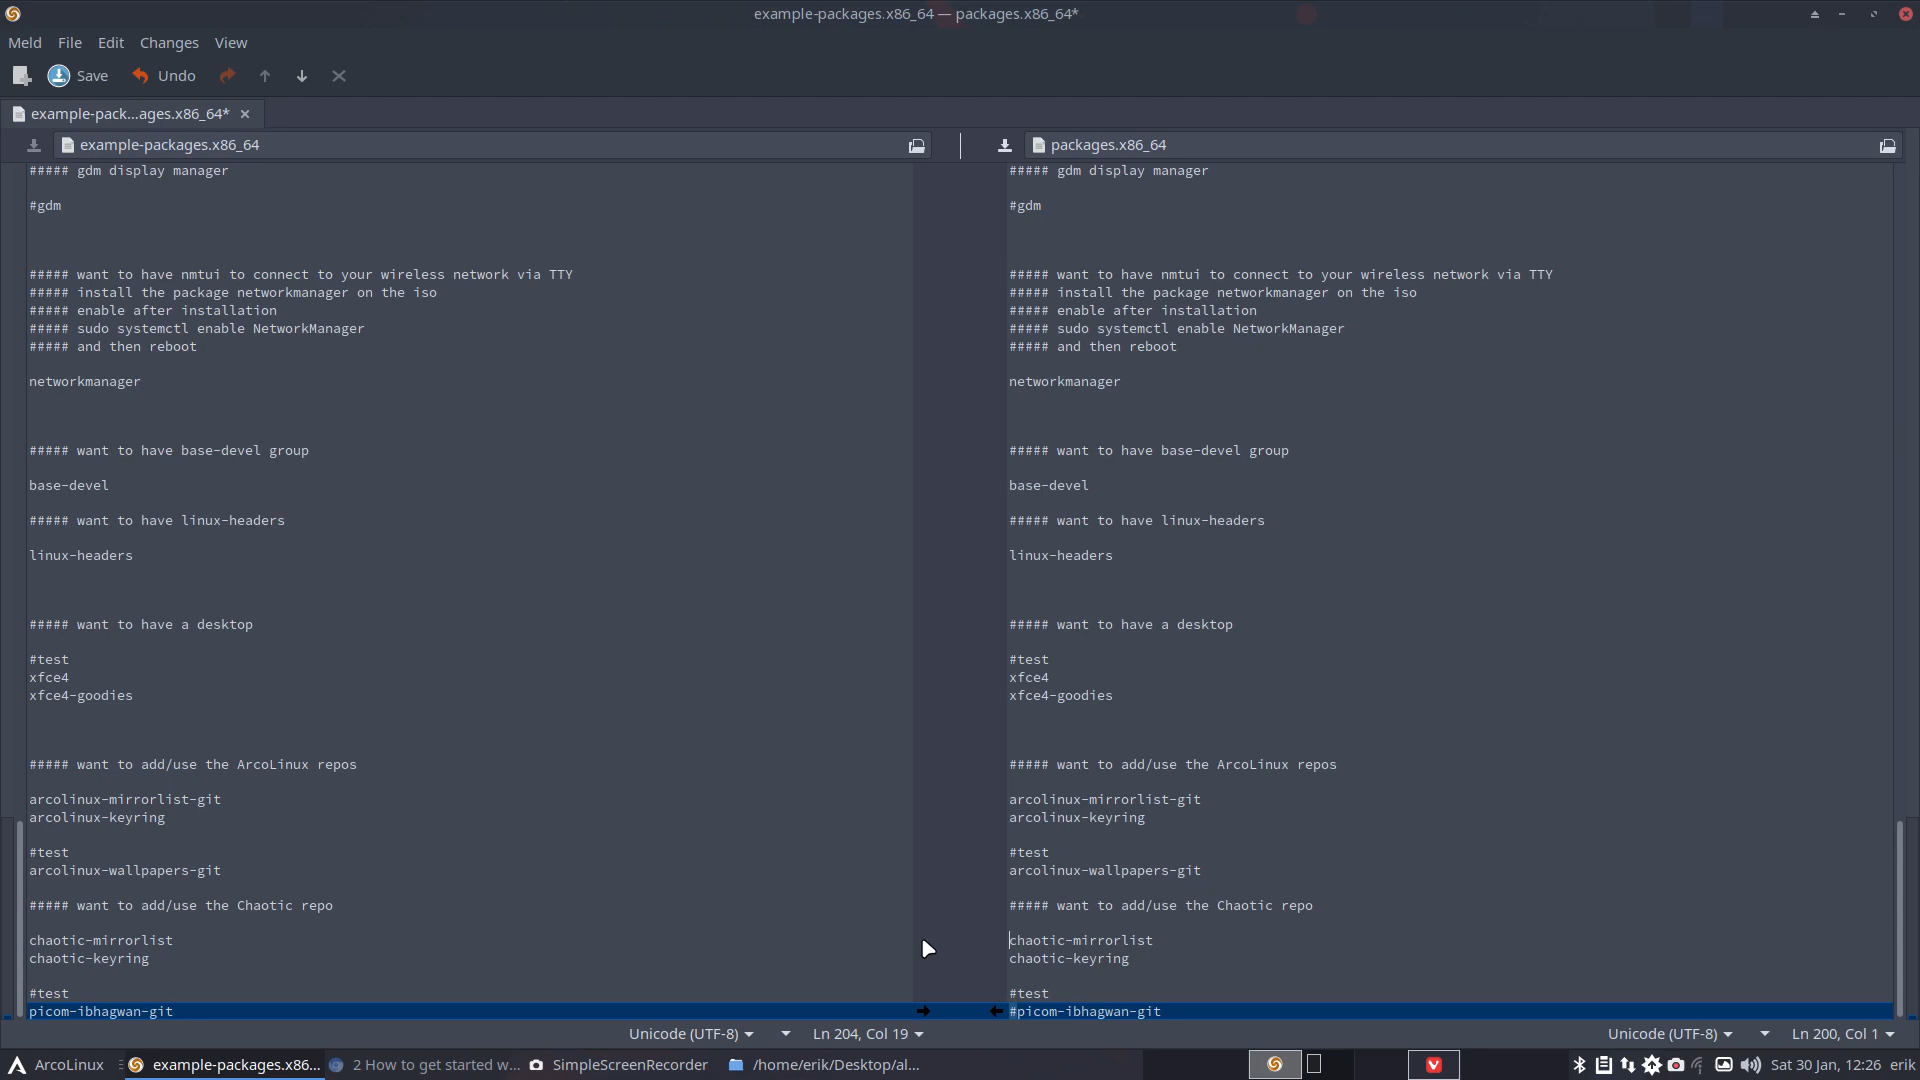 example-packages.x86_64 — packages.x86_64*
Meld File Edit Changes View
Save Undo
example-pack...ages.x86_64*
example-packages.x86_64
##### gdm display manager
#gdm
##### want to have nmtui to connect to your wireless network via TTY
##### install the package networkmanager on the iso
##### enable after installation
##### sudo systemctl enable NetworkManager
##### and then reboot
networkmanager
##### want to have base-devel group
base-devel
##### want to have linux-headers
linux-headers
##### want to have a desktop
#test
xfce4
xfce4-goodies
##### want to add/use the ArcoLinux repos
arcolinux-mirrorlist-git
arcolinux-keyring
#test
arcolinux-wallpapers-git
##### want to add/use the Chaotic repo
chaotic-mirrorlist
chaotic-keyring
#test
picom-ibhagwan-git
Unicode (UTF-8) Ln 204, Col 19
packages.x86_64
##### gdm display manager
#gdm
##### want to have nmtui to connect to your wireless network via TTY
##### install the package networkmanager on the iso
##### enable after installation
##### sudo systemctl enable NetworkManager
##### and then reboot
networkmanager
##### want to have base-devel group
base-devel
##### want to have linux-headers
linux-headers
##### want to have a desktop
#test
xfce4
xfce4-goodies
##### want to add/use the ArcoLinux repos
arcolinux-mirrorlist-git
arcolinux-keyring
#test
arcolinux-wallpapers-git
##### want to add/use the Chaotic repo
chaotic-mirrorlist
chaotic-keyring
#test
#picom-ibhagwan-git
Unicode (UTF-8) Ln 200, Col 1
ArcoLinux example-packages.x86... 2 How to get started w... SimpleScreenRecorder /home/erik/Desktop/al... Sat 30 Jan, 12:26 erik